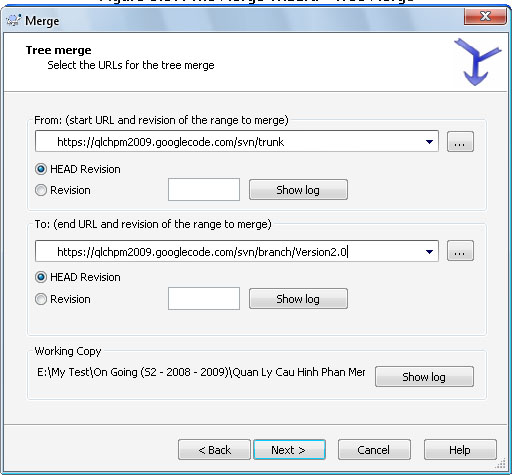 Merge
Tree merge
Select the URLs for the tree merge
From: (start URL and revision of the range to merge)
https://qlchpm2009.googlecode.com/svn/trunk
...
HEAD Revision
Revision
Show log
To: (end URL and revision of the range to merge)
https://qlchpm2009.googlecode.com/svn/branch/Version2.0
...
HEAD Revision
Revision
Show log
Working Copy
E:\My Test\On Going (S2 - 2008 - 2009)\Quan Ly Cau Hinh Phan Mer
Show log
< Back
Next >
Cancel
Help